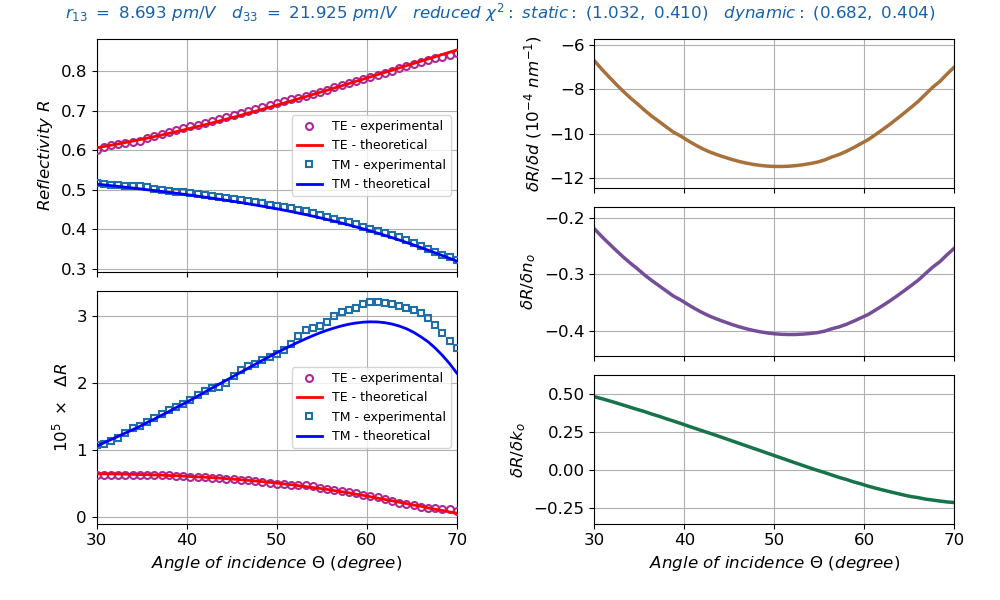 r₁₃ = 8.693 pm/V d₃₃ = 21.925 pm/V reduced χ²: static: (1.032, 0.410) dynamic: (0.682, 0.404)
Reflectivity R
0.8
0.7
0.6
0.5
0.4
0.3
TE - experimental
TE - theoretical
TM - experimental
TM - theoretical
10⁵ × ΔR
3
2
1
0
TE - experimental
TE - theoretical
TM - experimental
TM - theoretical
30 40 50 60 70
Angle of incidence Θ (degree)
δR/δd (10⁻⁴ nm⁻¹)
−6
−8
−10
−12
δR/δnₒ
−0.2
−0.3
−0.4
δR/δkₒ
0.50
0.25
0.00
−0.25
30 40 50 60 70
Angle of incidence Θ (degree)